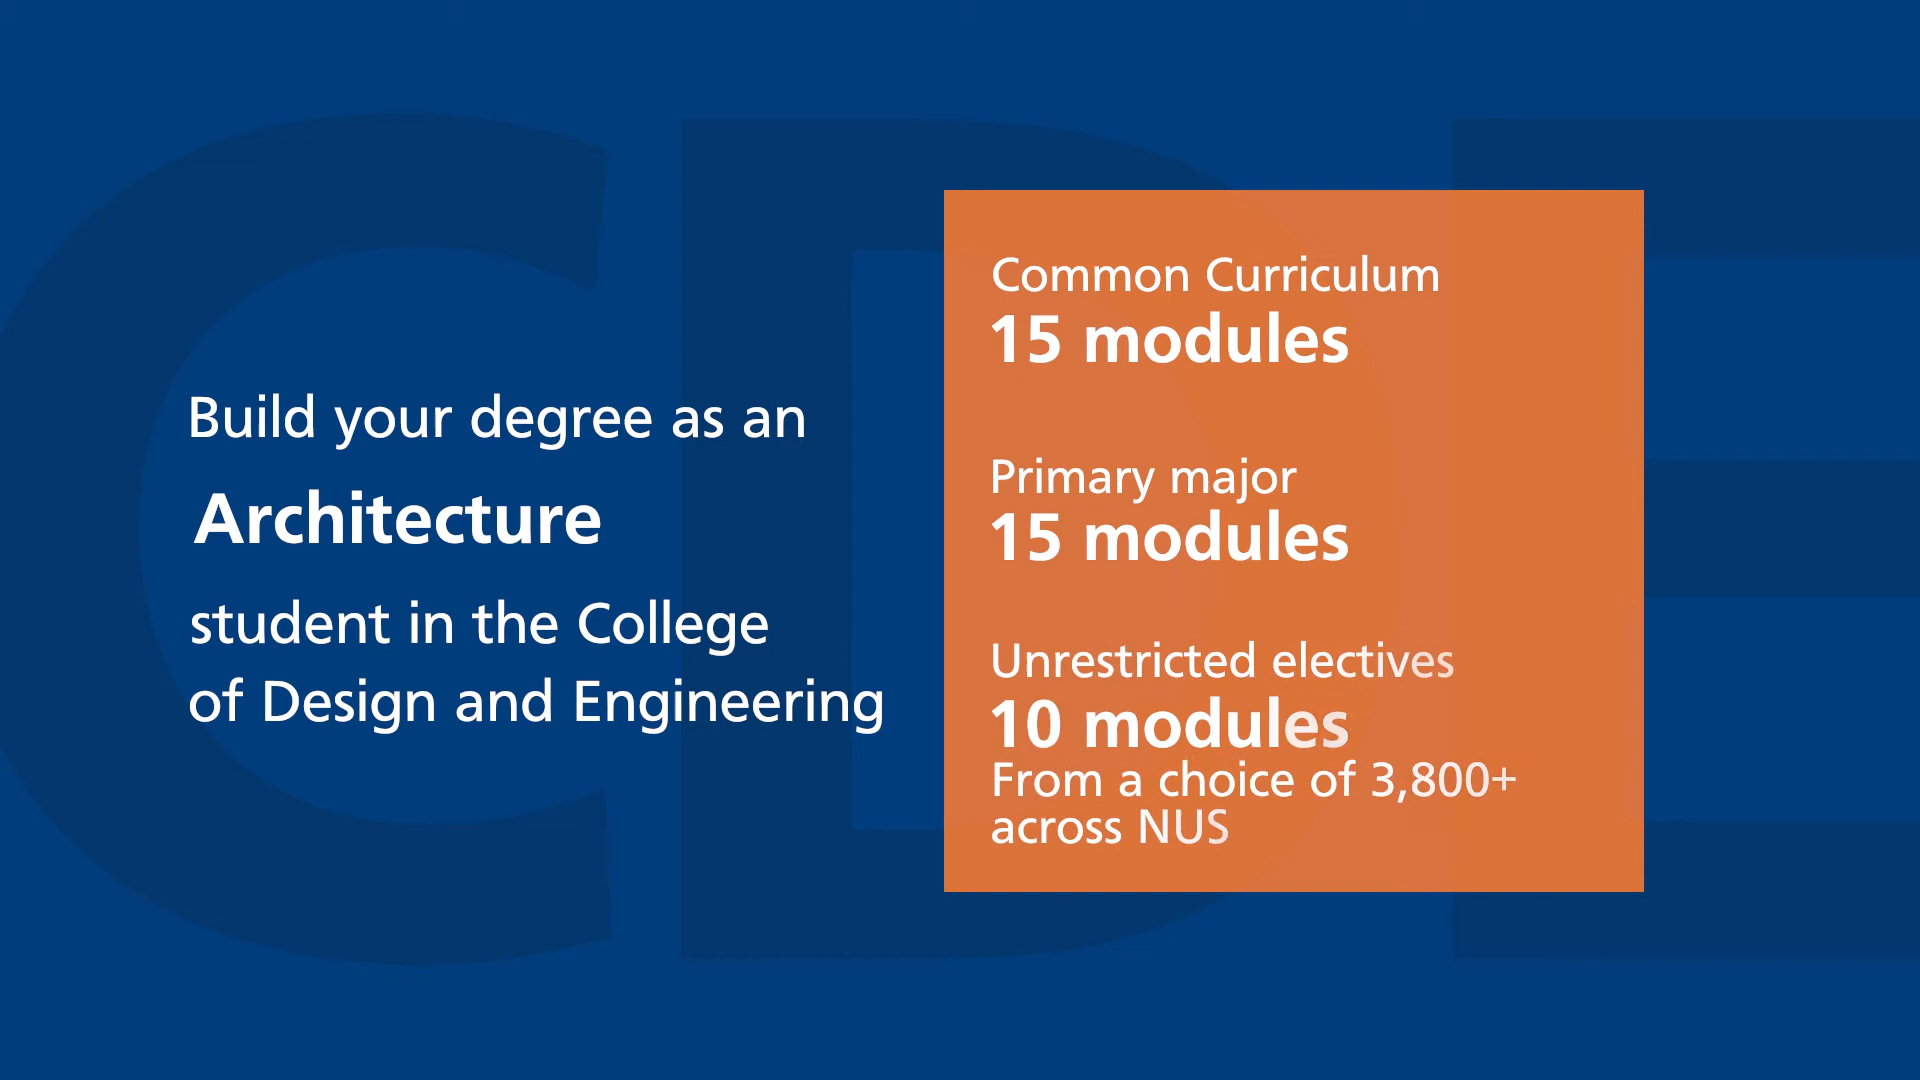 CDE
Build your degree as an
Architecture
student in the College
of Design and Engineering
Common Curriculum
15 modules
Primary major
15 modules
Unrestricted electives
10 modules
From a choice of 3,800+
across NUS